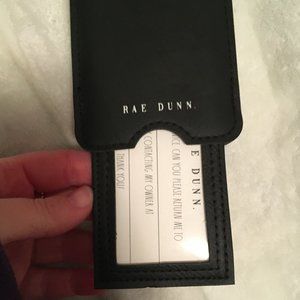 RAE DUNN.
E DUNN.
CE CAN YOU PLEASE RETURN ME TO
CONTACTING MY OWNER AT
THANK YOU!